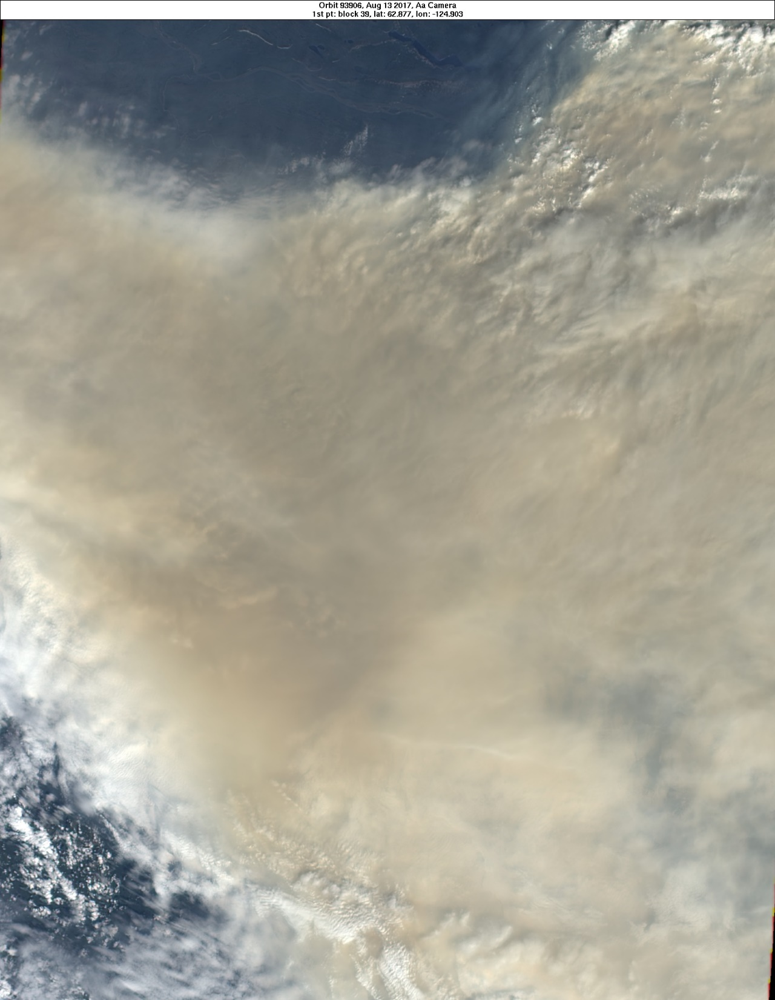 Orbit 93906, Aug 13 2017, Aa Camera
1st pt: block 39, lat: 62.877, lon: -124.903